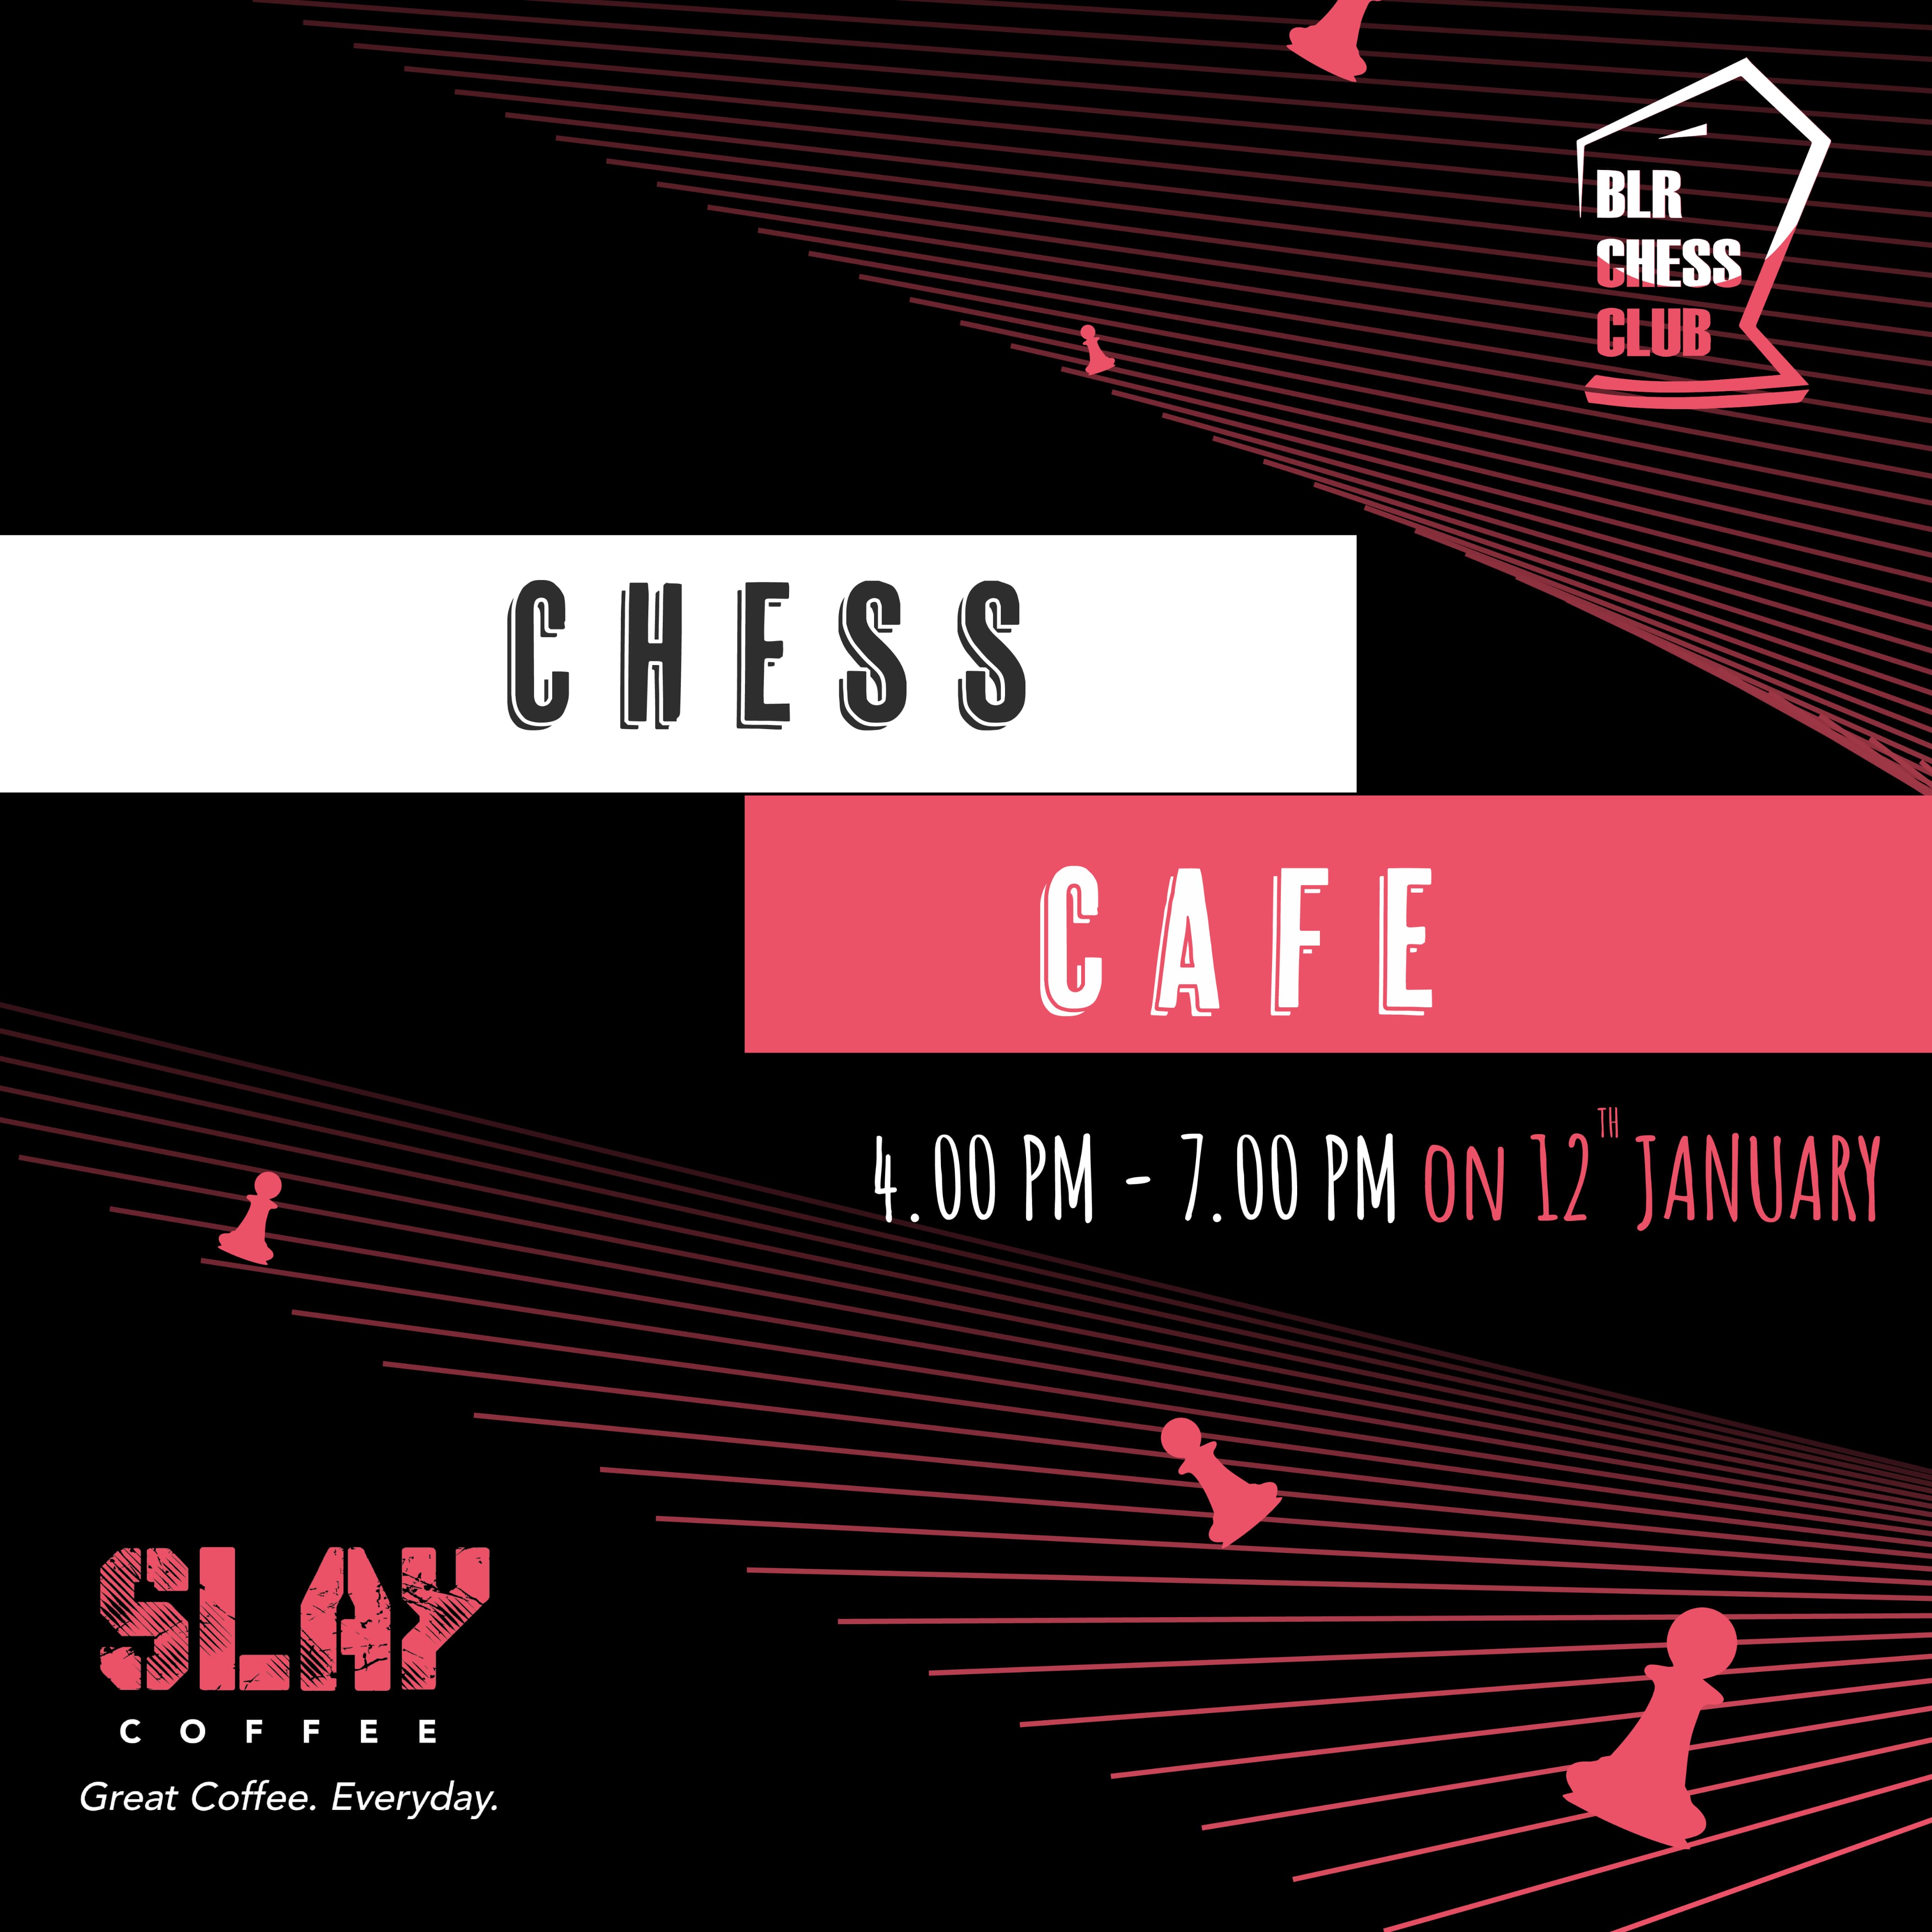 BLR
CHESS
CLUB
CHESS
CAFE
4.00 PM - 7.00 PM ON 12TH JANUARY
SLAY
COFFEE
Great Coffee. Everyday.